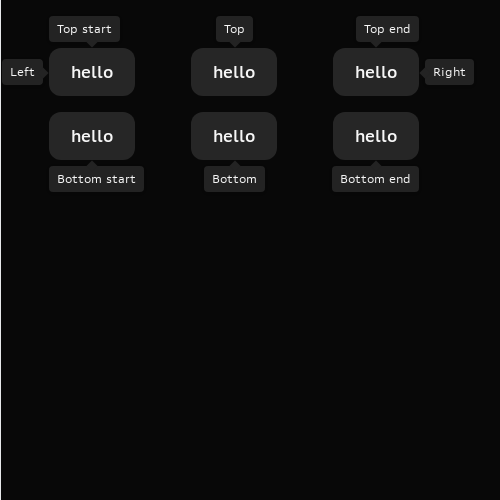 Top start Top Top end
Left hello hello hello Right
hello hello hello
Bottom start Bottom Bottom end